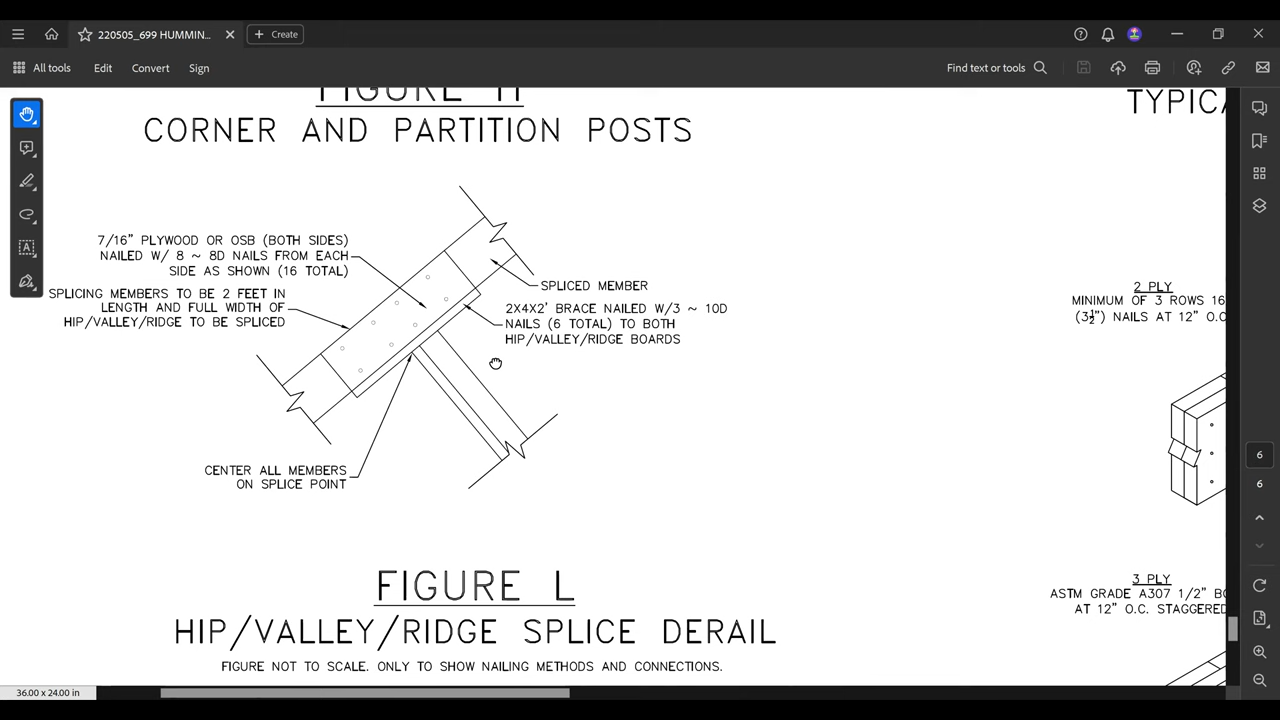 220505_699 HUMMIN...
Create
All tools
Edit
Convert
Sign
Find text or tools
FIGURE H
CORNER AND PARTITION POSTS
TYPICA
7/16" PLYWOOD OR OSB (BOTH SIDES)
NAILED W/ 8 ~ 8D NAILS FROM EACH
SIDE AS SHOWN (16 TOTAL)
SPLICING MEMBERS TO BE 2 FEET IN
LENGTH AND FULL WIDTH OF
HIP/VALLEY/RIDGE TO BE SPLICED
SPLICED MEMBER
2X4X2' BRACE NAILED W/3 ~ 10D
NAILS (6 TOTAL) TO BOTH
HIP/VALLEY/RIDGE BOARDS
CENTER ALL MEMBERS
ON SPLICE POINT
2 PLY
MINIMUM OF 3 ROWS 16
(3½") NAILS AT 12" O.C
3 PLY
ASTM GRADE A307 1/2" BO
AT 12" O.C. STAGGERED
FIGURE L
HIP/VALLEY/RIDGE SPLICE DERAIL
FIGURE NOT TO SCALE. ONLY TO SHOW NAILING METHODS AND CONNECTIONS.
6
6
36.00 x 24.00 in